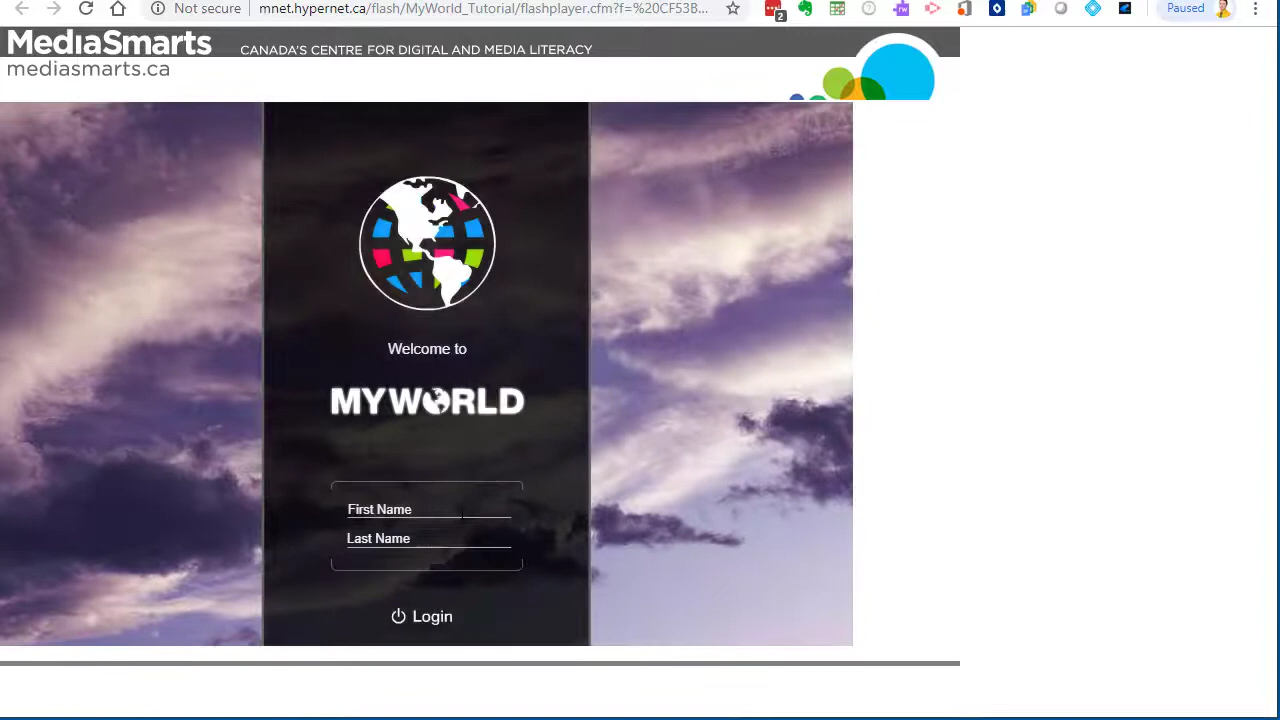 Not secure mnet.hypernet.ca/flash/MyWorld_Tutorial/flashplayer.cfm?f=%20CF53B... 2 Paused
MediaSmarts CANADA'S CENTRE FOR DIGITAL AND MEDIA LITERACY
mediasmarts.ca
Welcome to
MYWORLD
First Name
Last Name
Login